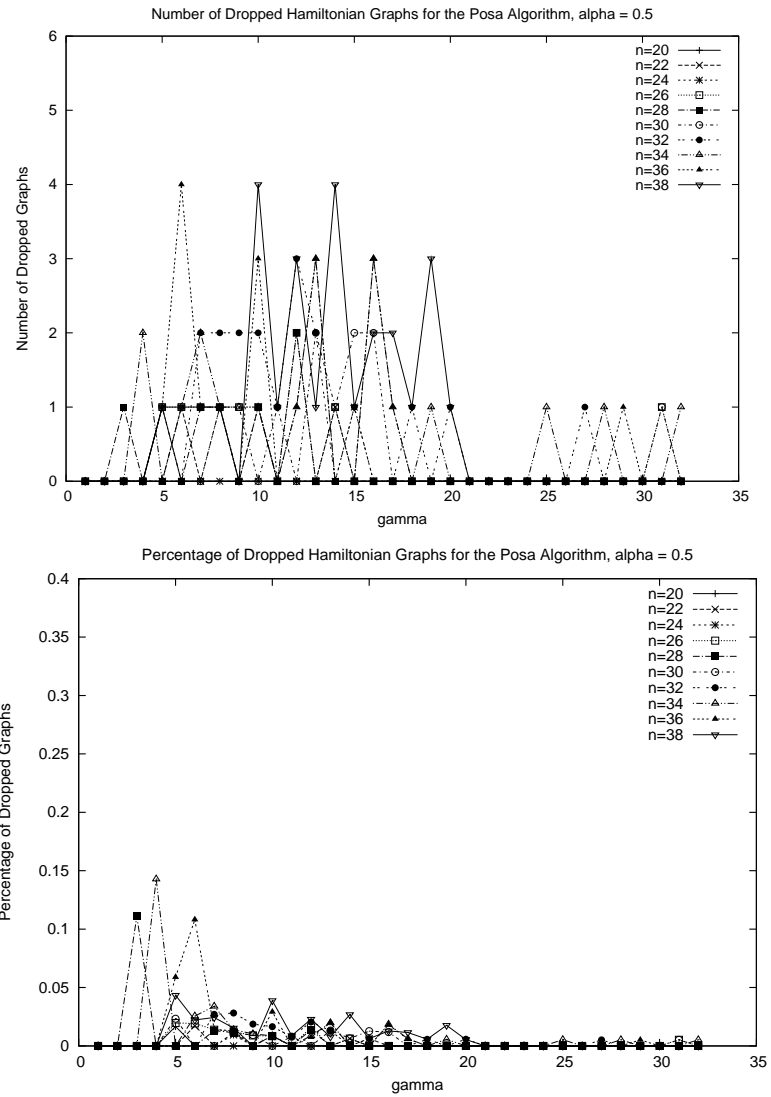 Number of Dropped Hamiltonian Graphs for the Posa Algorithm, alpha = 0.5
6
5
4
3
2
1
0
Number of Dropped Graphs
n=20
n=22
n=24
n=26
n=28
n=30
n=32
n=34
n=36
n=38
0 5 10 15 20 25 30 35
gamma
Percentage of Dropped Hamiltonian Graphs for the Posa Algorithm, alpha = 0.5
0.4
0.35
0.3
0.25
0.2
0.15
0.1
0.05
0
Percentage of Dropped Graphs
n=20
n=22
n=24
n=26
n=28
n=30
n=32
n=34
n=36
n=38
0 5 10 15 20 25 30 35
gamma